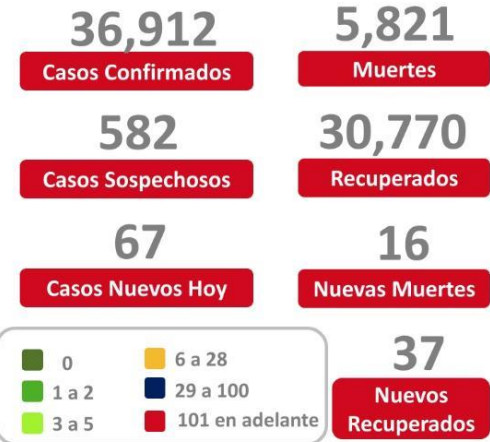 36,912
Casos Confirmados
5,821
Muertes
582
Casos Sospechosos
30,770
Recuperados
67
Casos Nuevos Hoy
16
Nuevas Muertes
0
1 a 2
3 a 5
6 a 28
29 a 100
101 en adelante
37
Nuevos
Recuperados